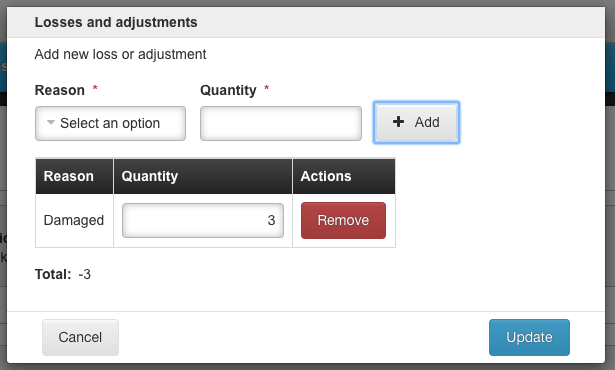 Losses and adjustments
Add new loss or adjustment
Reason * Quantity *
Select an option + Add
Reason Quantity Actions
Damaged 3 Remove
Total: -3
Cancel Update